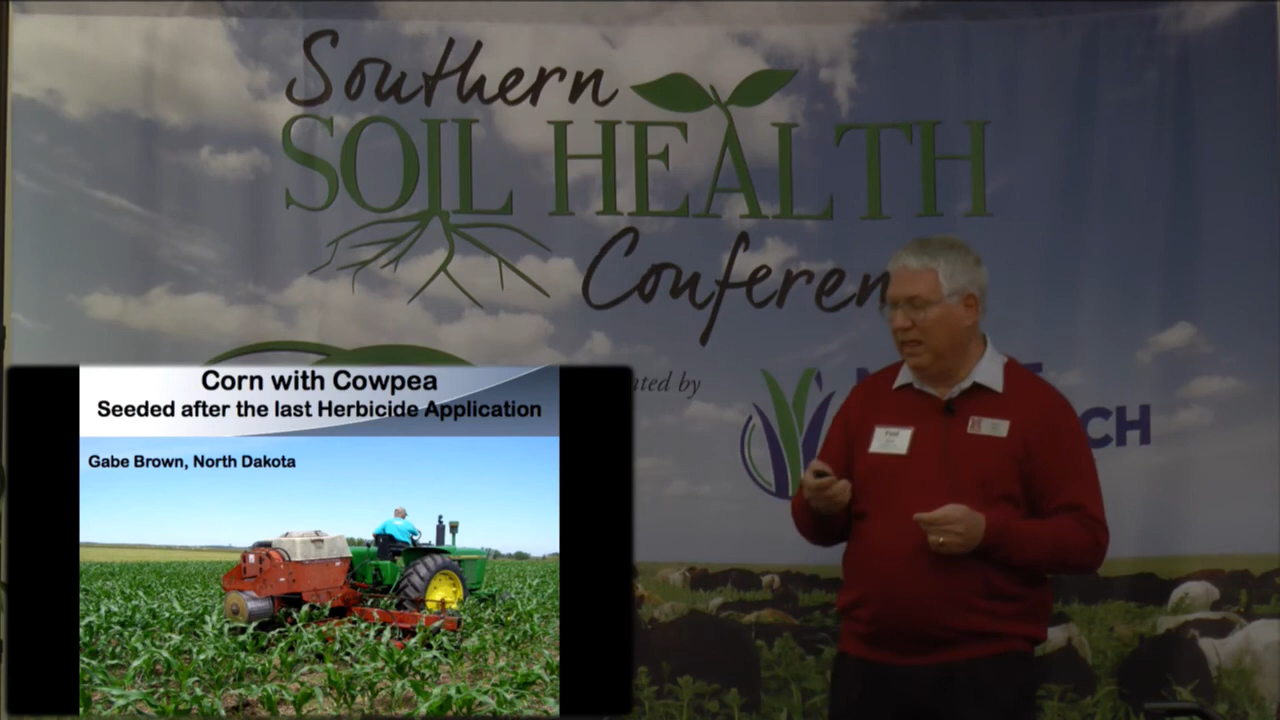 Southern
SOIL HEALTH
Conferen
nted by
CH
Corn with Cowpea
Seeded after the last Herbicide Application
Gabe Brown, North Dakota